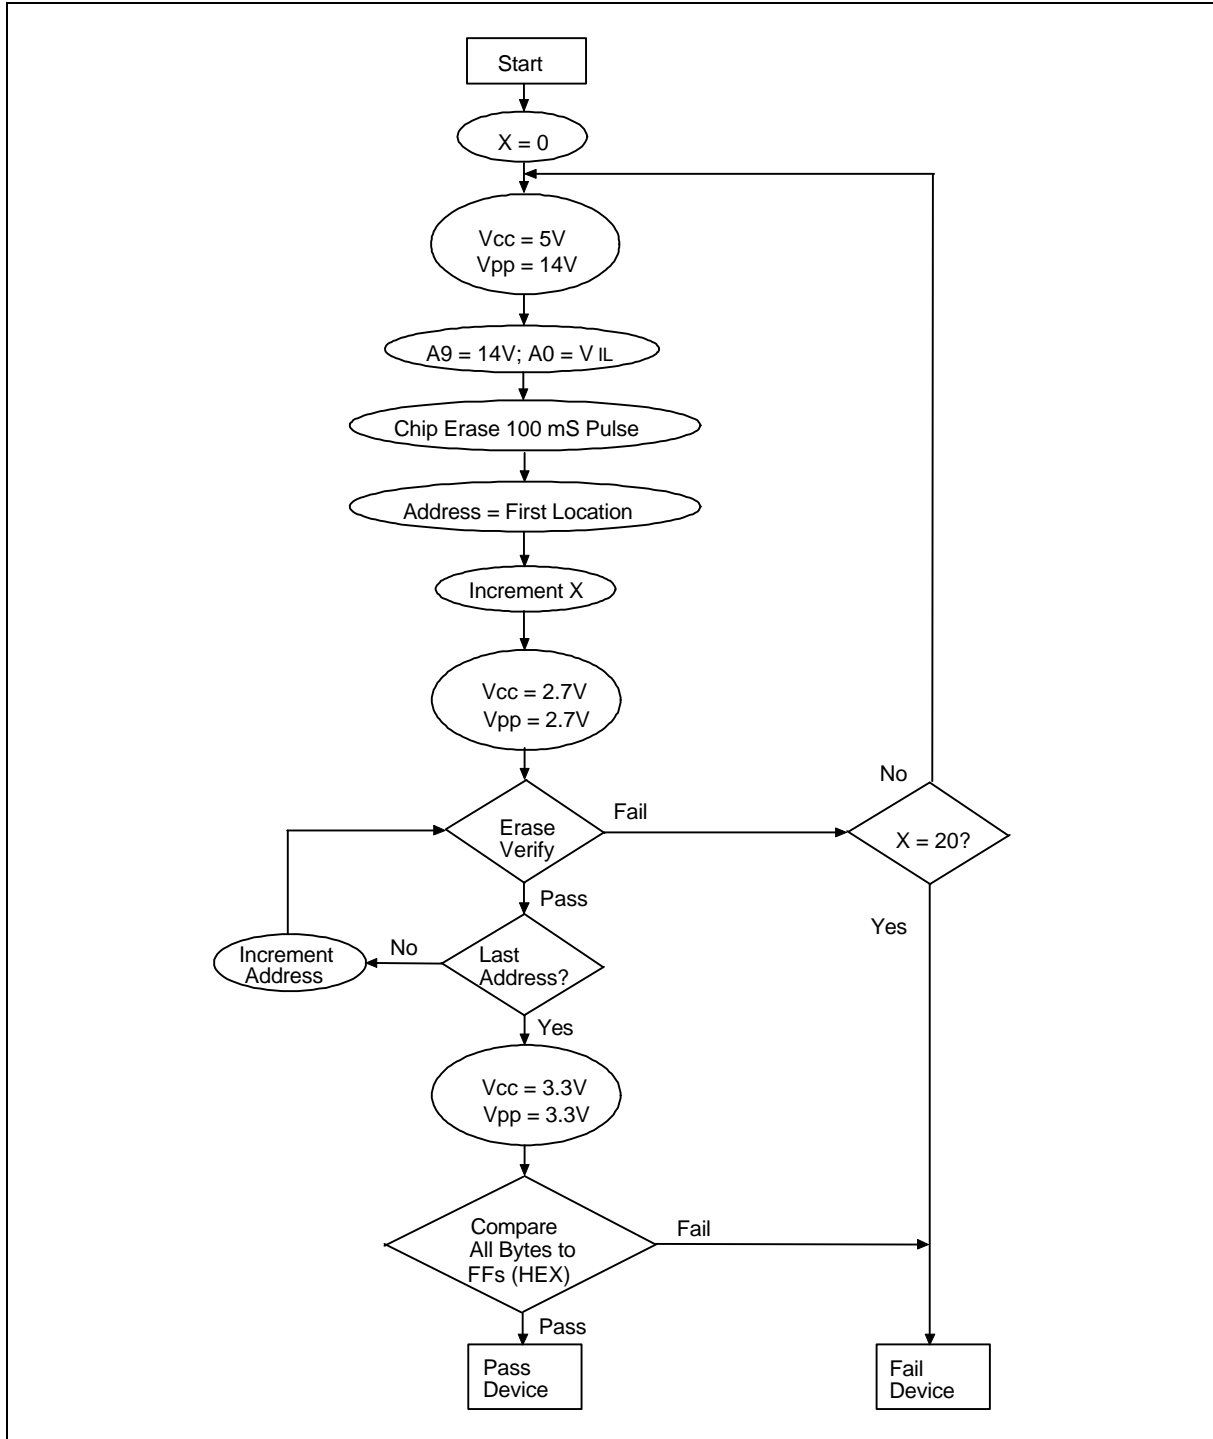 Start
X = 0
Vcc = 5V
Vpp = 14V
A9 = 14V; A0 = V IL
Chip Erase 100 mS Pulse
Address = First Location
Increment X
Vcc = 2.7V
Vpp = 2.7V
No
Fail
Erase
Verify
X = 20?
Pass
Yes
Increment
Address
No
Last
Address?
Yes
Vcc = 3.3V
Vpp = 3.3V
Compare
All Bytes to
FFs (HEX)
Fail
Pass
Pass
Device
Fail
Device